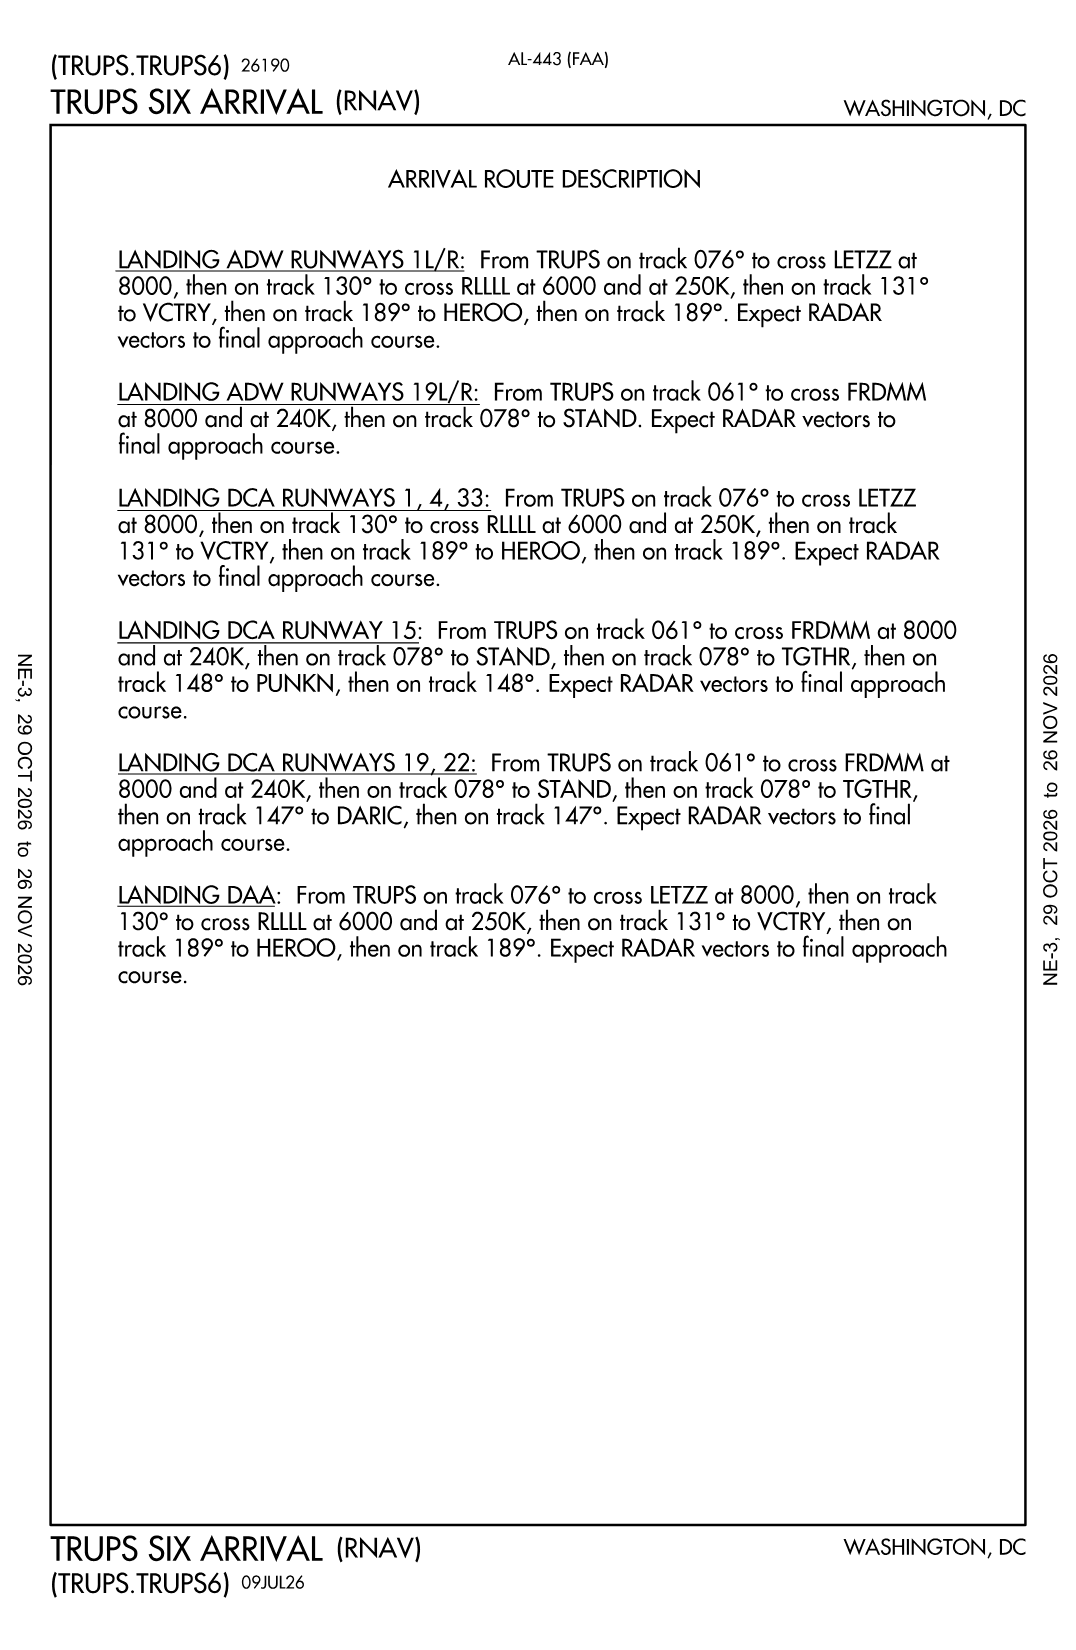 (TRUPS.TRUPS6) 26190
AL-443 (FAA)
TRUPS SIX ARRIVAL (RNAV)
WASHINGTON, DC
ARRIVAL ROUTE DESCRIPTION
LANDING ADW RUNWAYS 1L/R: From TRUPS on track 076° to cross LETZZ at
8000, then on track 130° to cross RLLLL at 6000 and at 250K, then on track 131°
to VCTRY, then on track 189° to HEROO, then on track 189°. Expect RADAR
vectors to final approach course.
LANDING ADW RUNWAYS 19L/R: From TRUPS on track 061° to cross FRDMM
at 8000 and at 240K, then on track 078° to STAND. Expect RADAR vectors to
final approach course.
LANDING DCA RUNWAYS 1, 4, 33: From TRUPS on track 076° to cross LETZZ
at 8000, then on track 130° to cross RLLLL at 6000 and at 250K, then on track
131° to VCTRY, then on track 189° to HEROO, then on track 189°. Expect RADAR
vectors to final approach course.
LANDING DCA RUNWAY 15: From TRUPS on track 061° to cross FRDMM at 8000
and at 240K, then on track 078° to STAND, then on track 078° to TGTHR, then on
track 148° to PUNKN, then on track 148°. Expect RADAR vectors to final approach
course.
LANDING DCA RUNWAYS 19, 22: From TRUPS on track 061° to cross FRDMM at
8000 and at 240K, then on track 078° to STAND, then on track 078° to TGTHR,
then on track 147° to DARIC, then on track 147°. Expect RADAR vectors to final
approach course.
LANDING DAA: From TRUPS on track 076° to cross LETZZ at 8000, then on track
130° to cross RLLLL at 6000 and at 250K, then on track 131° to VCTRY, then on
track 189° to HEROO, then on track 189°. Expect RADAR vectors to final approach
course.
NE-3, 29 OCT 2026 to 26 NOV 2026
NE-3, 29 OCT 2026 to 26 NOV 2026
TRUPS SIX ARRIVAL (RNAV)
WASHINGTON, DC
(TRUPS.TRUPS6) 09JUL26